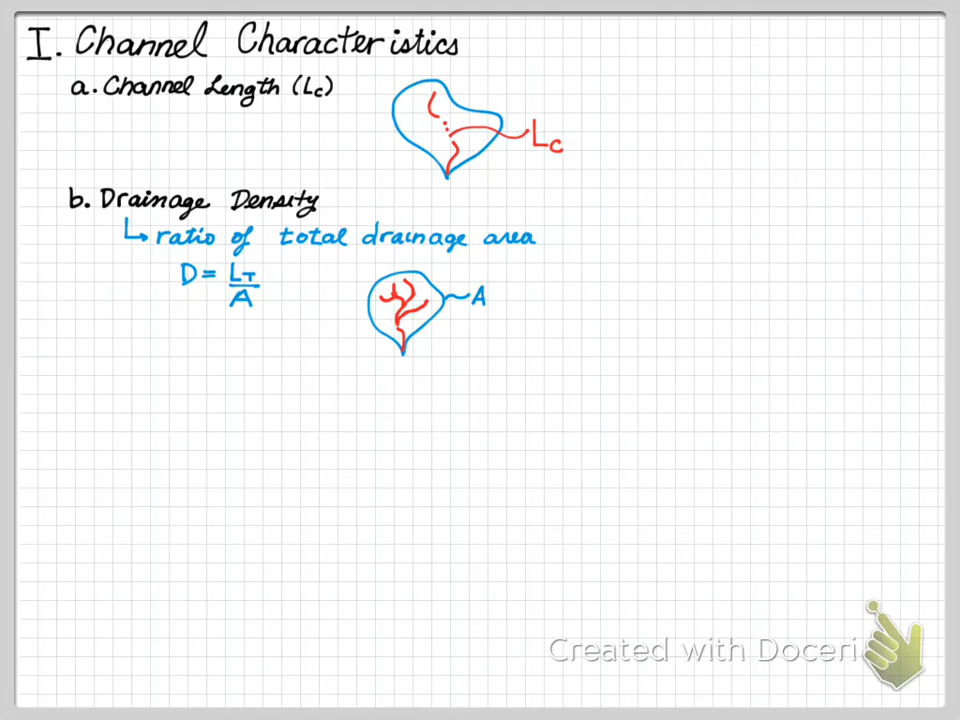 I. Channel Characteristics
a. Channel Length (Lc)
Lc
b. Drainage Density
↳ ratio of total drainage area
D = LT/A
A
Created with Doceri